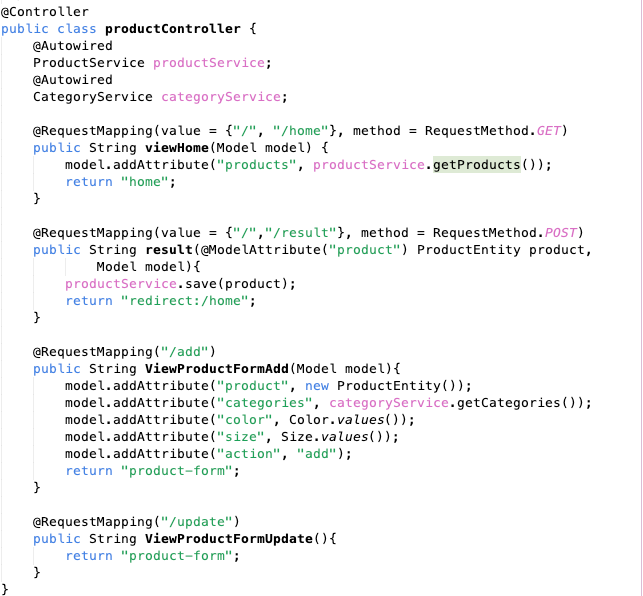 @Controller
public class productController {
    @Autowired
    ProductService productService;
    @Autowired
    CategoryService categoryService;

    @RequestMapping(value = {"/", "/home"}, method = RequestMethod.GET)
    public String viewHome(Model model) {
        model.addAttribute("products", productService.getProducts());
        return "home";
    }

    @RequestMapping(value = {"/","/result"}, method = RequestMethod.POST)
    public String result(@ModelAttribute("product") ProductEntity product,
            Model model){
        productService.save(product);
        return "redirect:/home";
    }

    @RequestMapping("/add")
    public String ViewProductFormAdd(Model model){
        model.addAttribute("product", new ProductEntity());
        model.addAttribute("categories", categoryService.getCategories());
        model.addAttribute("color", Color.values());
        model.addAttribute("size", Size.values());
        model.addAttribute("action", "add");
        return "product-form";
    }

    @RequestMapping("/update")
    public String ViewProductFormUpdate(){
        return "product-form";
    }
}